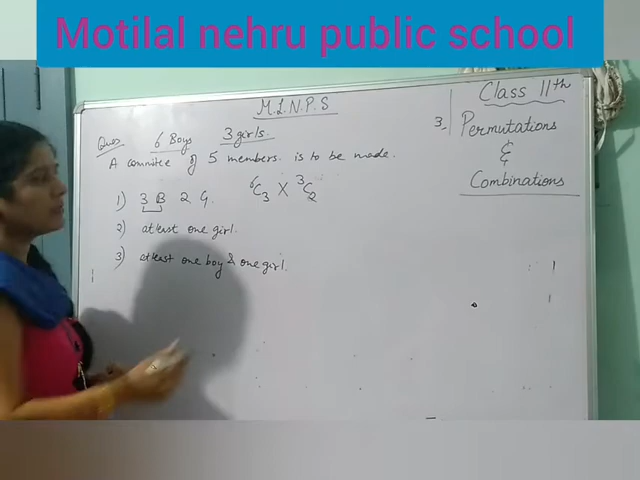 Motilal nehru public school
M.L.N.P.S
Class 11th
3. Permutations
&
Combinations
Ques 6 Boys 3 girls.
A commitee of 5 members is to be made.
1) 3 B 2 G. ⁶C₃ X ³C₂
2) atleast one girl.
3) atleast one boy & one girl.